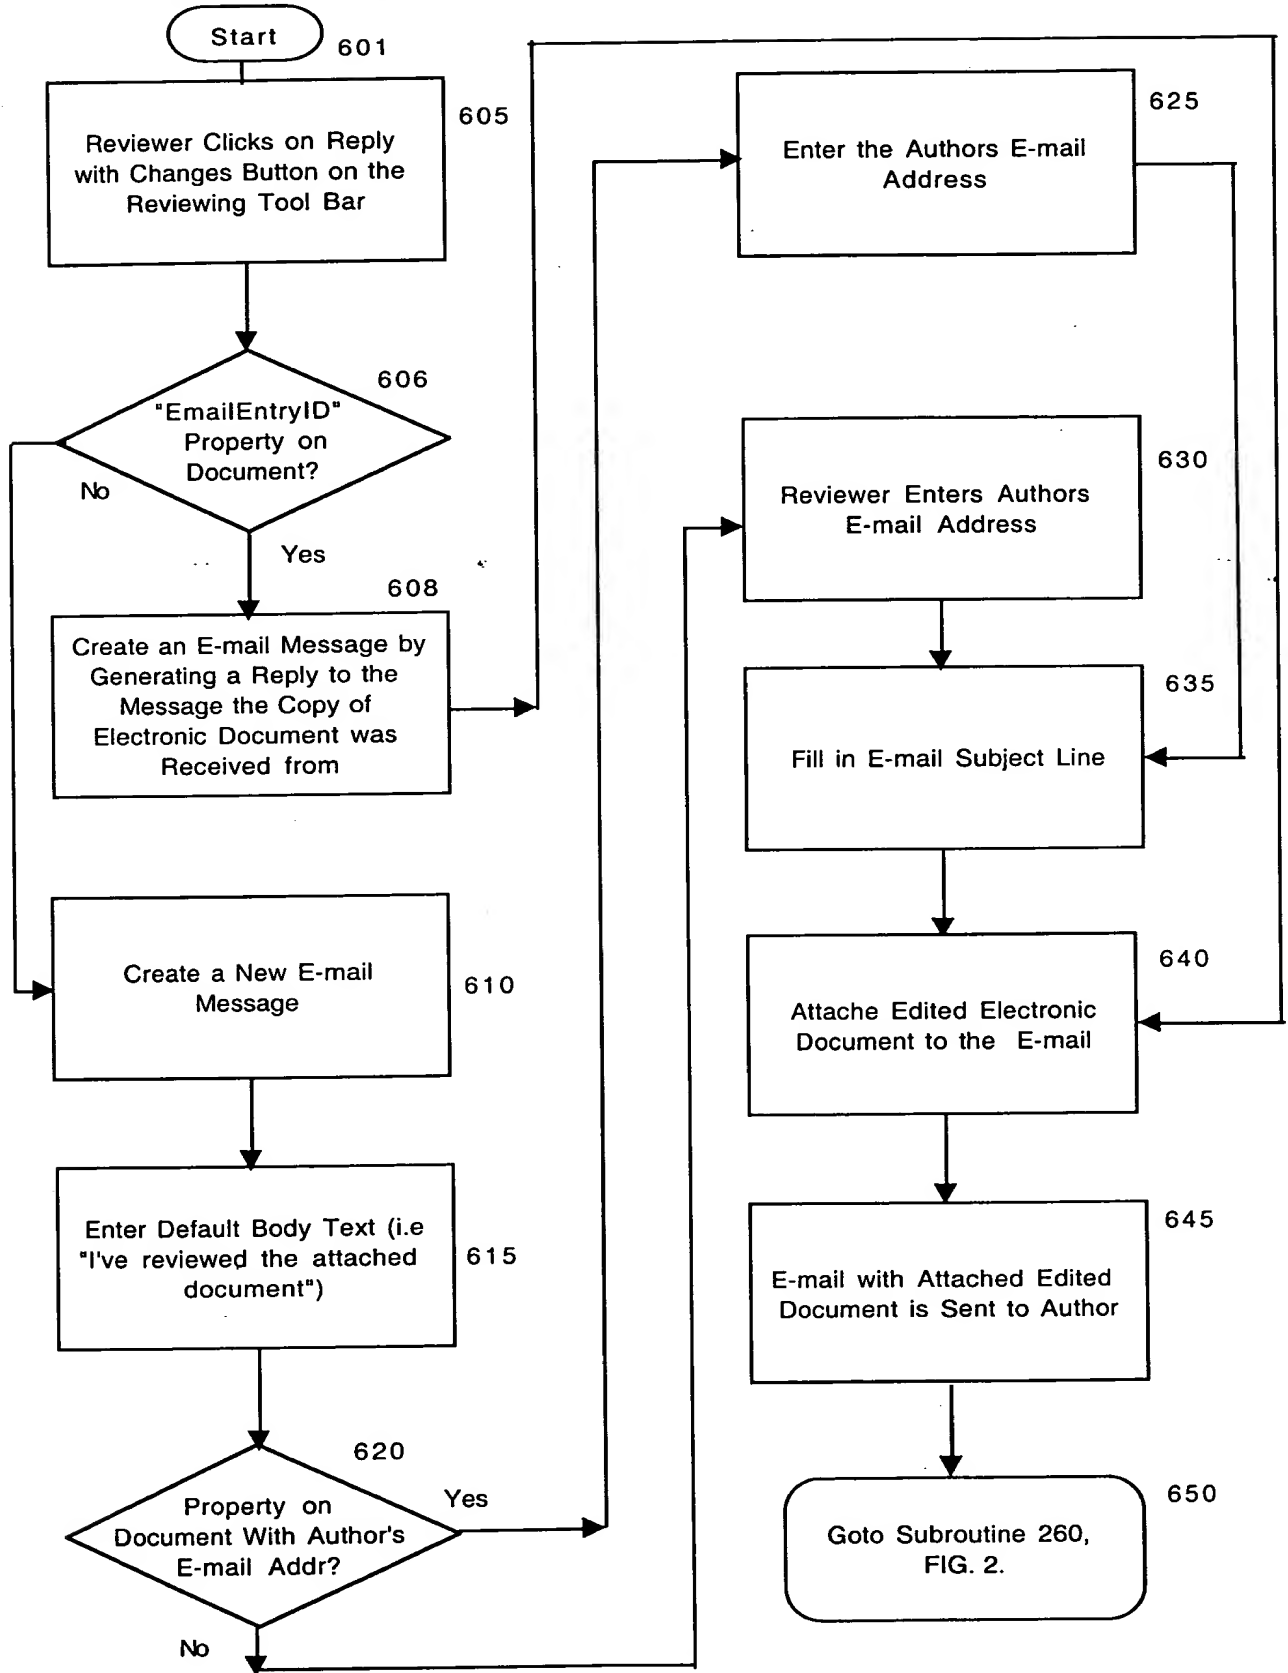 Start
601
Reviewer Clicks on Reply
with Changes Button on the
Reviewing Tool Bar
605
"EmailEntryID"
Property on
Document?
606
No
Yes
608
Create an E-mail Message by
Generating a Reply to the
Message the Copy of
Electronic Document was
Received from
Create a New E-mail
Message
610
Enter Default Body Text (i.e
"I've reviewed the attached
document")
615
620
Property on
Document With Author's
E-mail Addr?
Yes
No
Enter the Authors E-mail
Address
625
Reviewer Enters Authors
E-mail Address
630
Fill in E-mail Subject Line
635
Attache Edited Electronic
Document to the E-mail
640
E-mail with Attached Edited
Document is Sent to Author
645
Goto Subroutine 260,
FIG. 2.
650